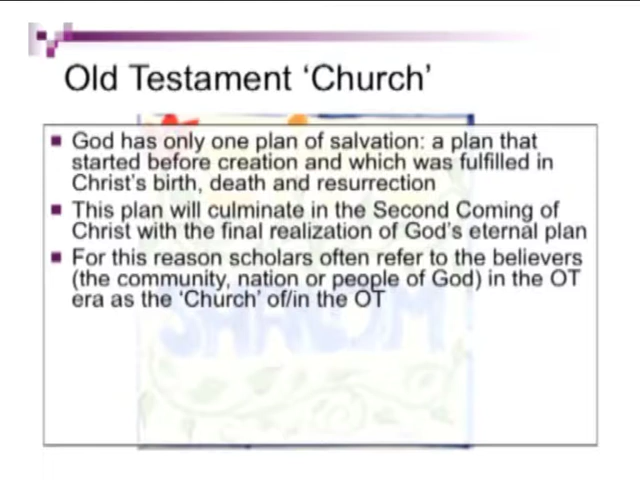 Old Testament ‘Church’
God has only one plan of salvation: a plan that
started before creation and which was fulfilled in
Christ’s birth, death and resurrection
This plan will culminate in the Second Coming of
Christ with the final realization of God’s eternal plan
For this reason scholars often refer to the believers
(the community, nation or people of God) in the OT
era as the ‘Church’ of/in the OT
SHALOM